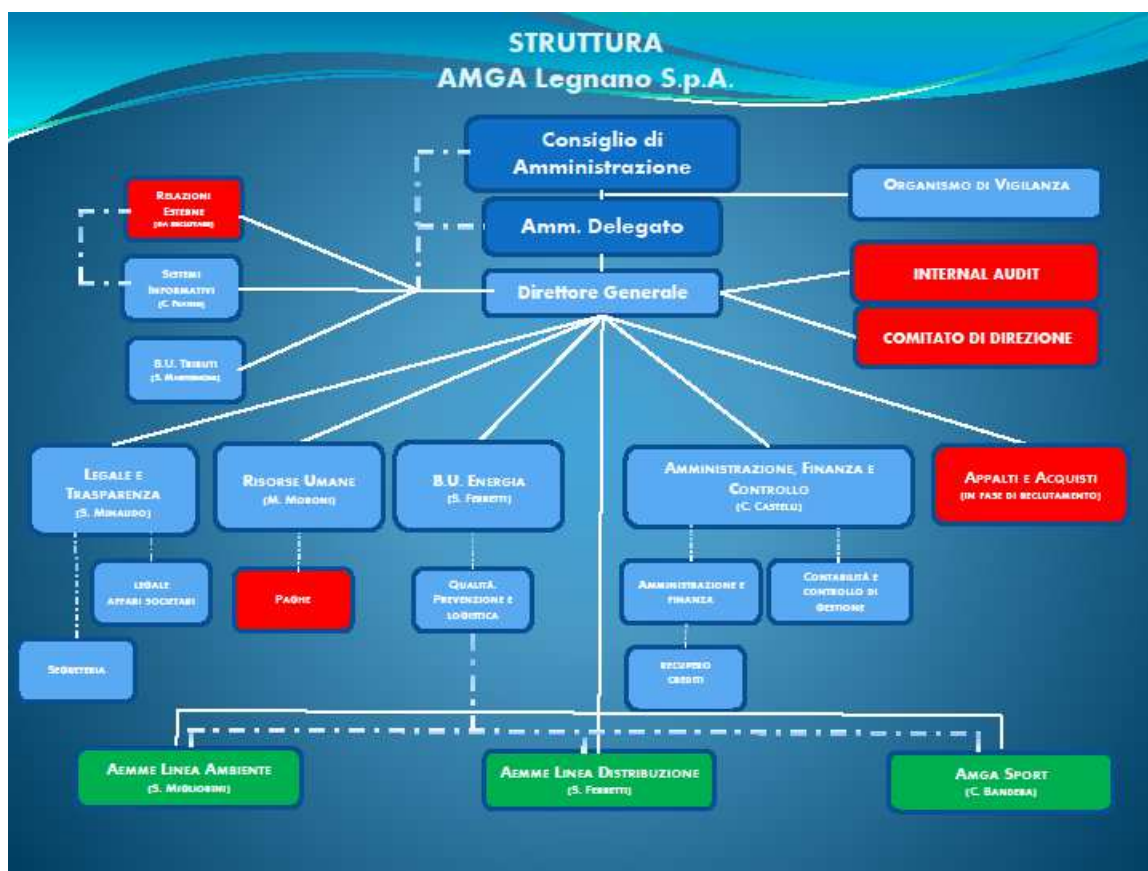 STRUTTURA
AMGA Legnano S.p.A.
Consiglio di
Amministrazione
ORGANISMO DI VIGILANZA
RELAZIONI
ESTERNE
(DA RECLUTARE)
Amm. Delegato
SISTEMI
INFORMATIVI
(C.
Direttore Generale
INTERNAL AUDIT
COMITATO DI DIREZIONE
B.U. TRIBUTI
(S.
LEGALE E
TRASPARENZA
(S. MINAUDO)
RISORSE UMANE
(M. MORONI)
B.U. ENERGIA
(S. FERRETTI)
AMMINISTRAZIONE, FINANZA E
CONTROLLO
(C. CASTELLI)
APPALTI E ACQUISTI
(IN FASE DI RECLUTAMENTO)
LEGALE
AFFARI SOCIETARI
PAGHE
QUALITÀ,
PREVENZIONE E
LOGISTICA
AMMINISTRAZIONE E
FINANZA
CONTABILITÀ E
CONTROLLO DI
GESTIONE
SEGRETERIA
RECUPERO
CREDITI
AEMME LINEA AMBIENTE
(S. MIGLIORINI)
AEMME LINEA DISTRIBUZIONE
(S. FERRETTI)
AMGA SPORT
(C. BANDERA)